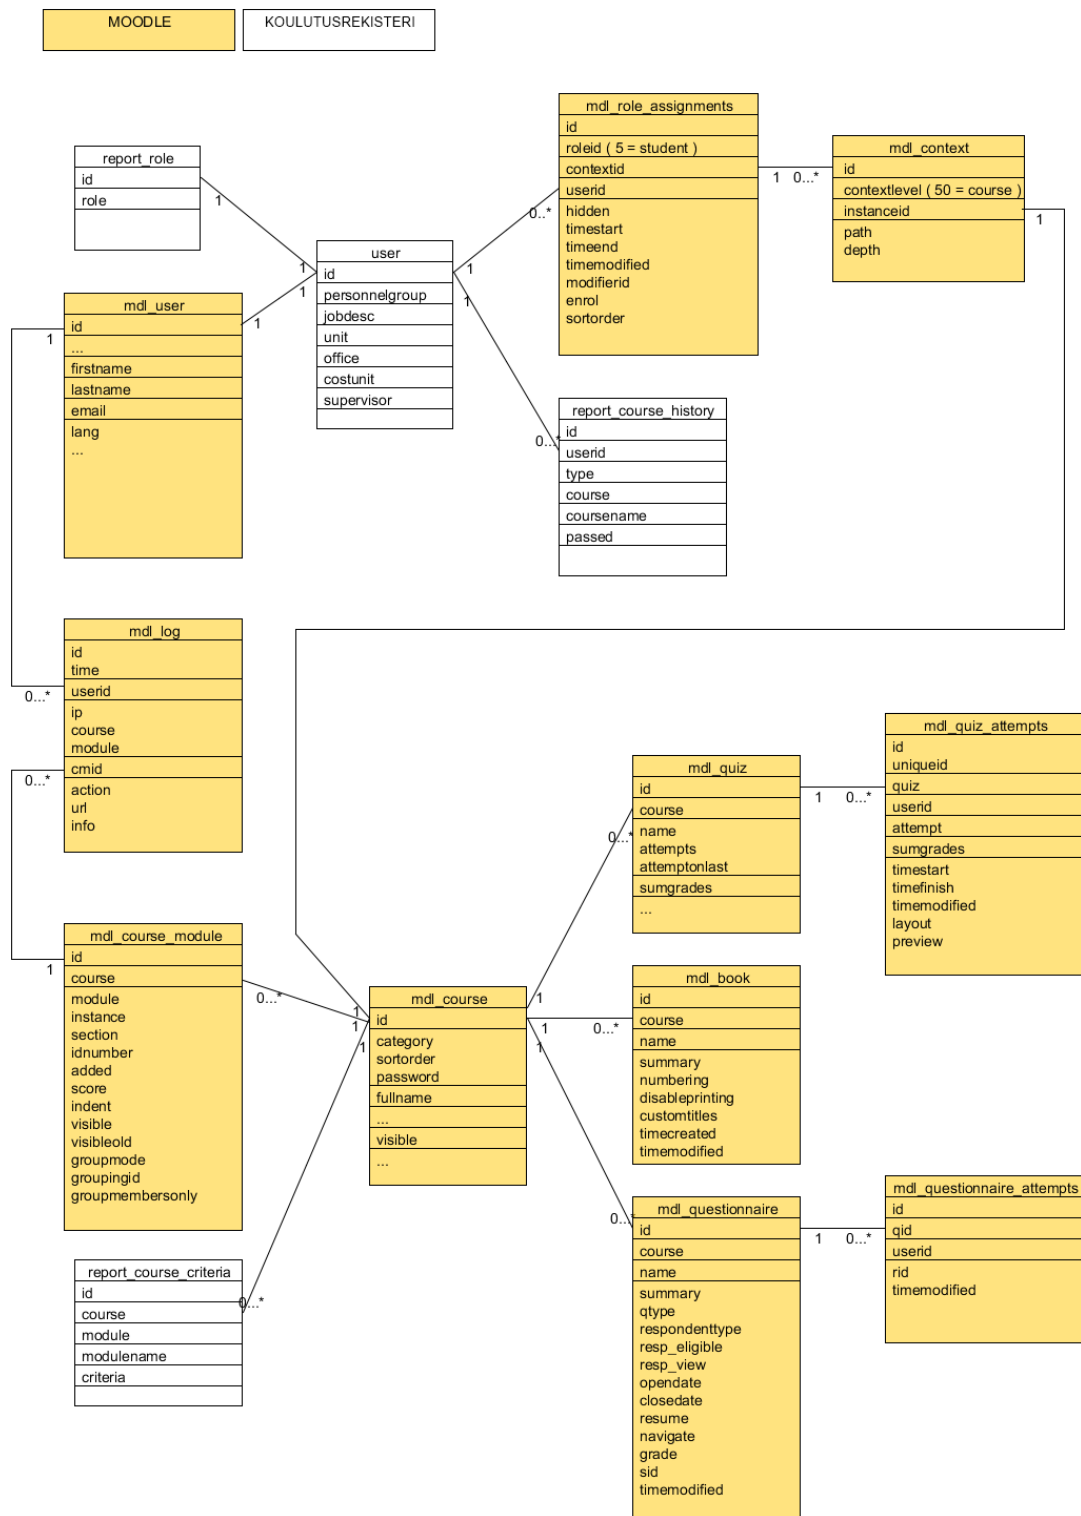 MOODLE
KOULUTUSREKISTERI
report_role
id
role
1
mdl_user
id
...
firstname
lastname
email
lang
...
1
1
user
id
personnelgroup
jobdesc
unit
office
costunit
supervisor
1
1
1
1
mdl_role_assignments
id
roleid ( 5 = student )
contextid
userid
hidden
timestart
timeend
timemodified
modifierid
enrol
sortorder
0...*
1
0...*
mdl_context
id
contextlevel ( 50 = course )
instanceid
path
depth
1
report_course_history
id
userid
type
course
coursename
passed
0...*
mdl_log
id
time
userid
ip
course
module
cmid
action
url
info
0...*
0...*
mdl_course_module
id
course
module
instance
section
idnumber
added
score
indent
visible
visibleold
groupmode
groupingid
groupmembersonly
1
0...*
report_course_criteria
id
course
module
modulename
criteria
0...*
mdl_course
id
category
sortorder
password
fullname
...
visible
...
1
1
1
1
1
1
mdl_quiz
id
course
name
attempts
attemptonlast
sumgrades
...
0...*
1
0...*
mdl_quiz_attempts
id
uniqueid
quiz
userid
attempt
sumgrades
timestart
timefinish
timemodified
layout
preview
mdl_book
id
course
name
summary
numbering
disableprinting
customtitles
timecreated
timemodified
0...*
mdl_questionnaire
id
course
name
summary
qtype
respondenttype
resp_eligible
resp_view
opendate
closedate
resume
navigate
grade
sid
timemodified
0...*
1
0...*
mdl_questionnaire_attempts
id
qid
userid
rid
timemodified